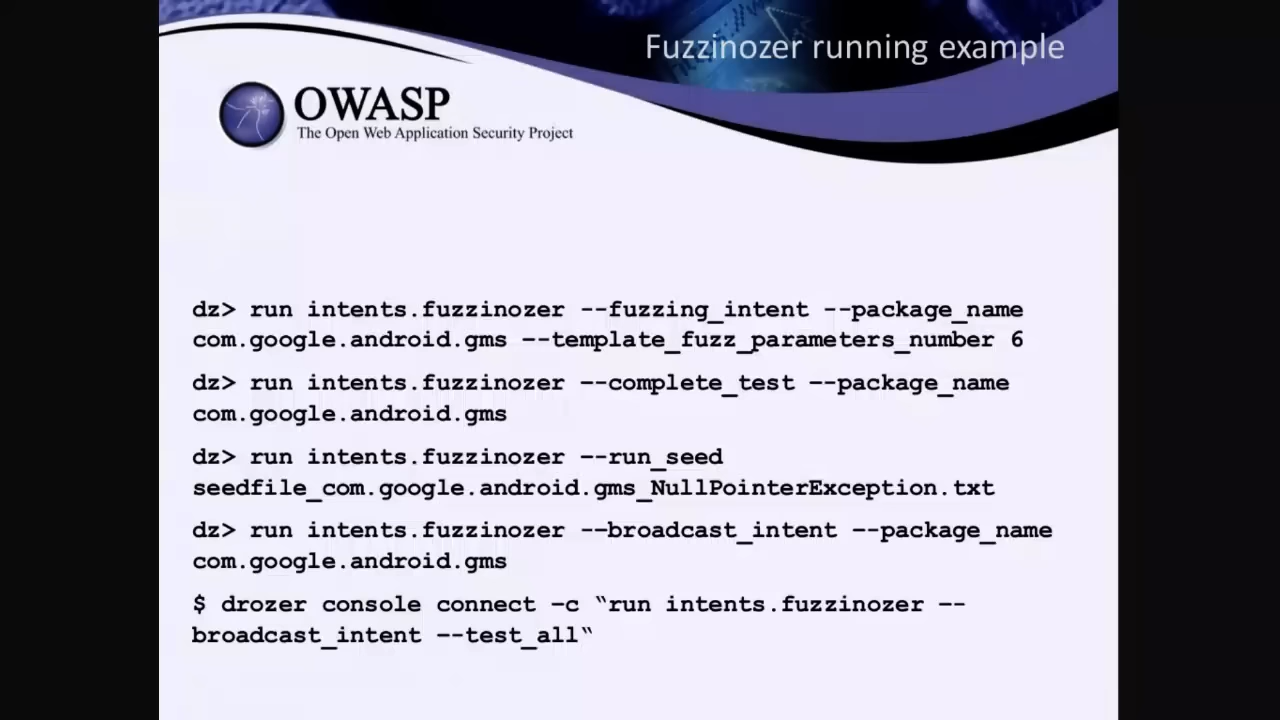 Fuzzinozer running example
OWASP
The Open Web Application Security Project
dz> run intents.fuzzinozer --fuzzing_intent --package_name
com.google.android.gms --template_fuzz_parameters_number 6
dz> run intents.fuzzinozer --complete_test --package_name
com.google.android.gms
dz> run intents.fuzzinozer --run_seed
seedfile_com.google.android.gms_NullPointerException.txt
dz> run intents.fuzzinozer --broadcast_intent --package_name
com.google.android.gms
$ drozer console connect -c “run intents.fuzzinozer --
broadcast_intent --test_all“